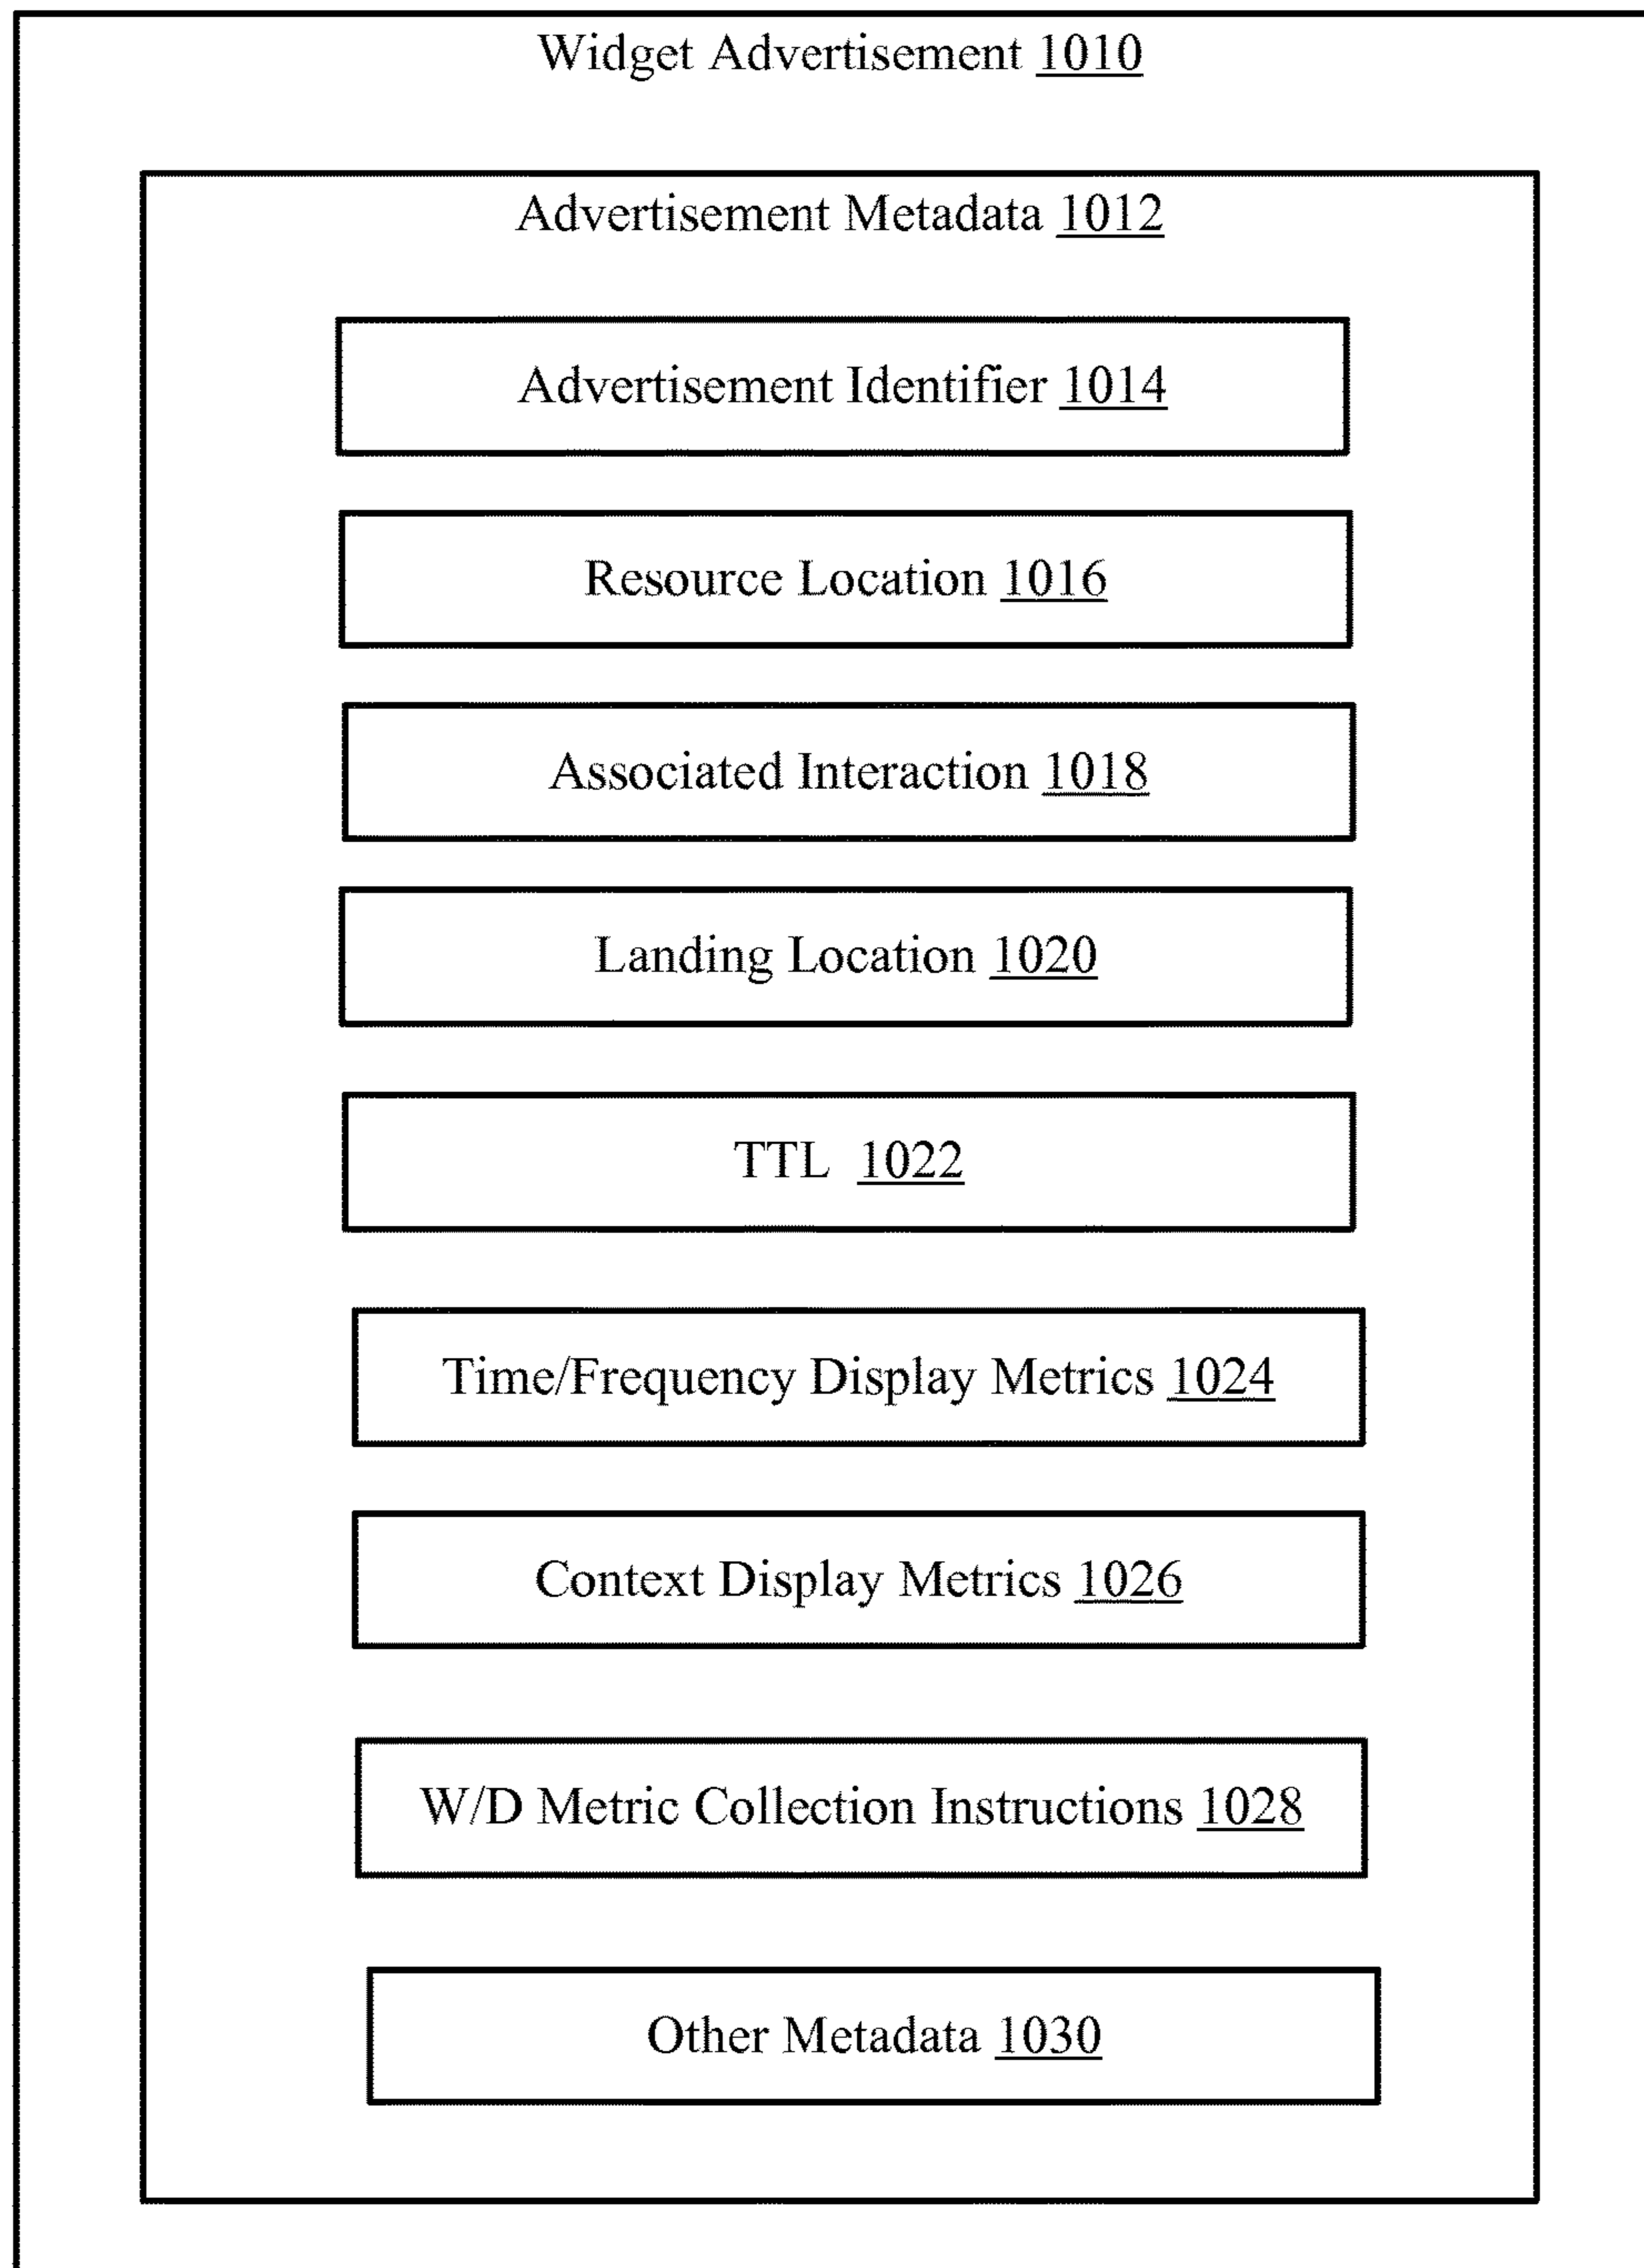 Widget Advertisement 1010
Advertisement Metadata 1012
Advertisement Identifier 1014
Resource Location 1016
Associated Interaction 1018
Landing Location 1020
TTL 1022
Time/Frequency Display Metrics 1024
Context Display Metrics 1026
W/D Metric Collection Instructions 1028
Other Metadata 1030